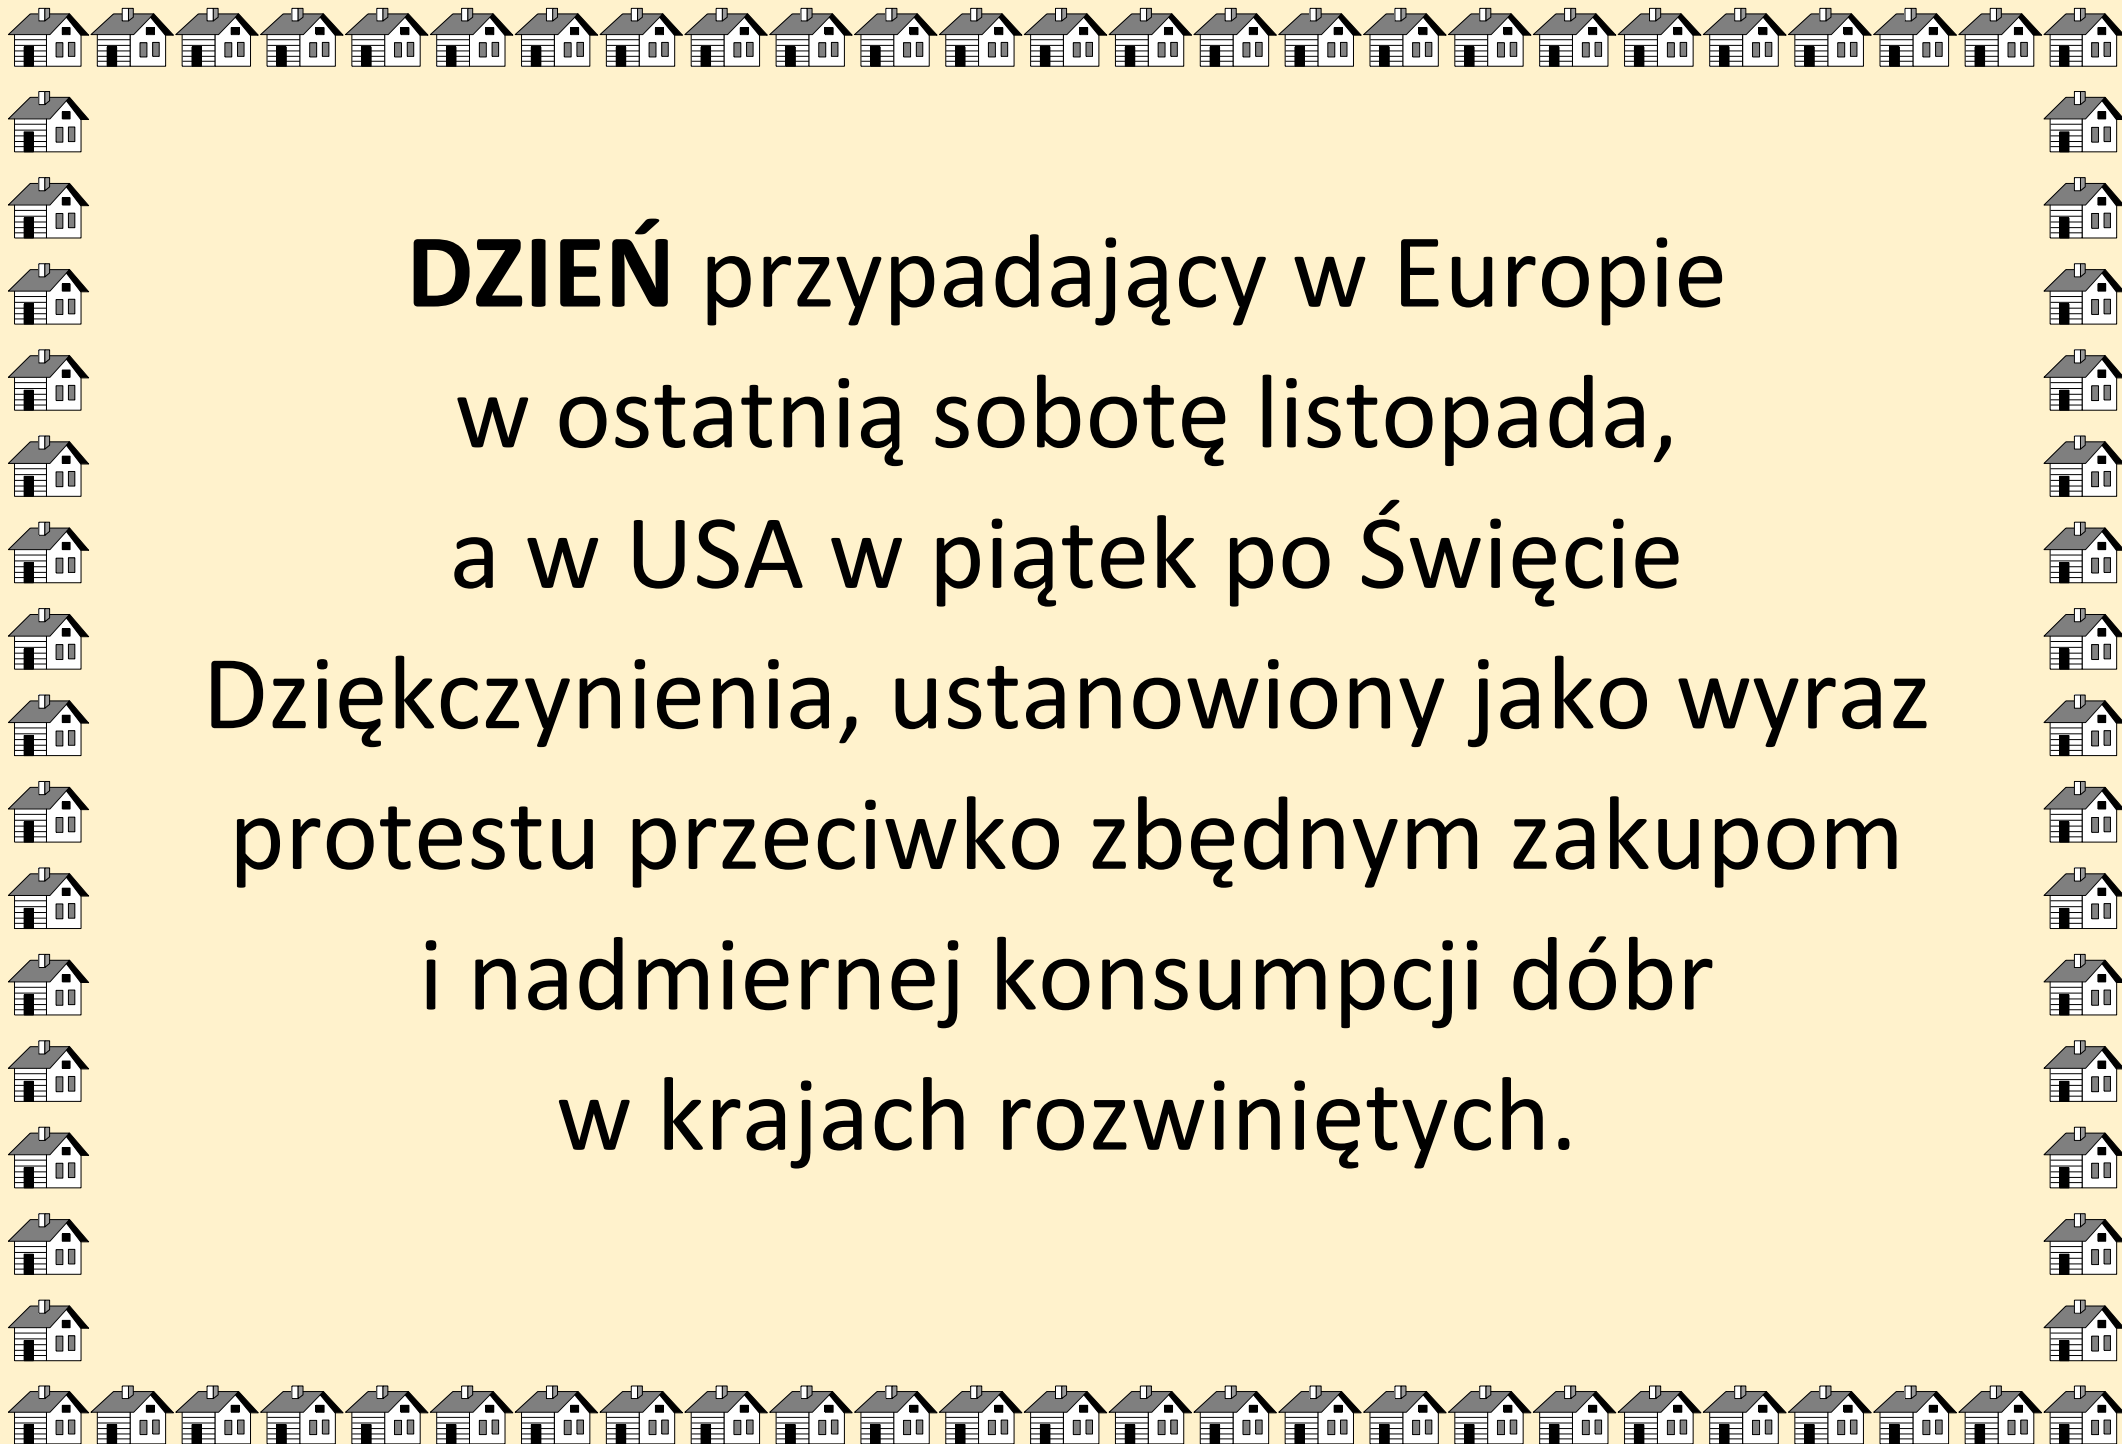 DZIEŃ przypadający w Europie
w ostatnią sobotę listopada,
a w USA w piątek po Święcie
Dziękczynienia, ustanowiony jako wyraz
protestu przeciwko zbędnym zakupom
i nadmiernej konsumpcji dóbr
w krajach rozwiniętych.